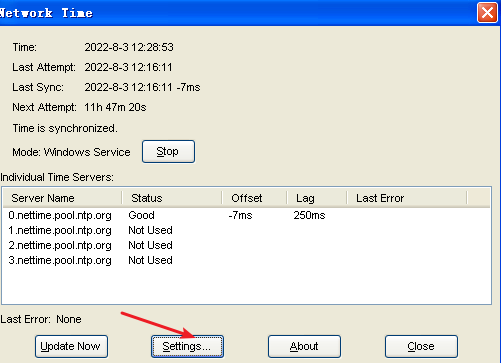 Network Time
Time: 2022-8-3 12:28:53
Last Attempt: 2022-8-3 12:16:11
Last Sync: 2022-8-3 12:16:11 -7ms
Next Attempt: 11h 47m 20s
Time is synchronized.
Mode: Windows Service Stop
Individual Time Servers:
Server Name Status Offset Lag Last Error
0.nettime.pool.ntp.org Good -7ms 250ms
1.nettime.pool.ntp.org Not Used
2.nettime.pool.ntp.org Not Used
3.nettime.pool.ntp.org Not Used
Last Error: None
Update Now Settings... About Close